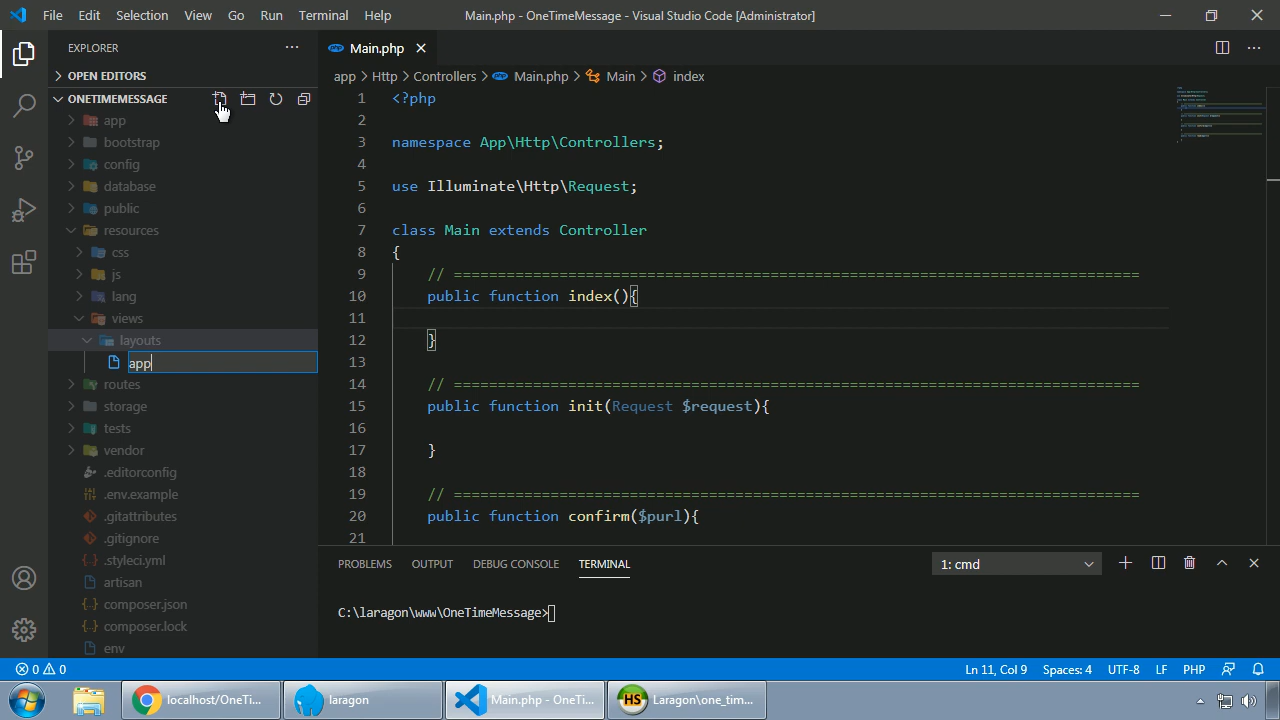 File Edit Selection View Go Run Terminal Help
Main.php - OneTimeMessage - Visual Studio Code [Administrator]
EXPLORER
OPEN EDITORS
ONETIMEMESSAGE
app
bootstrap
config
database
public
resources
css
js
lang
views
layouts
app
routes
storage
tests
vendor
.editorconfig
.env.example
.gitattributes
.gitignore
.styleci.yml
artisan
composer.json
composer.lock
env
Main.php
app > Http > Controllers > Main.php > Main > index
1 <?php
2
3 namespace App\Http\Controllers;
4
5 use Illuminate\Http\Request;
6
7 class Main extends Controller
8 {
9 // ==============================================================================
10 public function index(){
11
12 }
13
14 // ==============================================================================
15 public function init(Request $request){
16
17 }
18
19 // ==============================================================================
20 public function confirm($purl){
21
PROBLEMS OUTPUT DEBUG CONSOLE TERMINAL
1: cmd
C:\laragon\www\OneTimeMessage>
0 0
Ln 11, Col 9 Spaces: 4 UTF-8 LF PHP
localhost/OneTi...
laragon
Main.php - OneTi...
HS Laragon\one_tim...